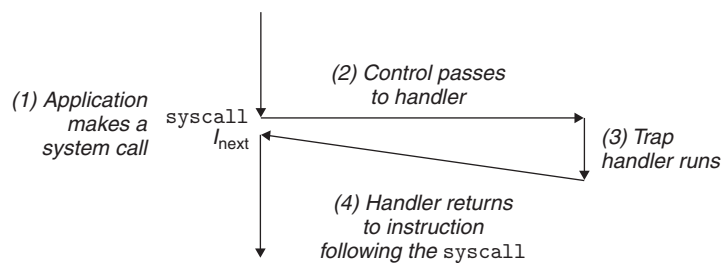 (1) Application
makes a
system call
syscall
Inext
(2) Control passes
to handler
(3) Trap
handler runs
(4) Handler returns
to instruction
following the syscall